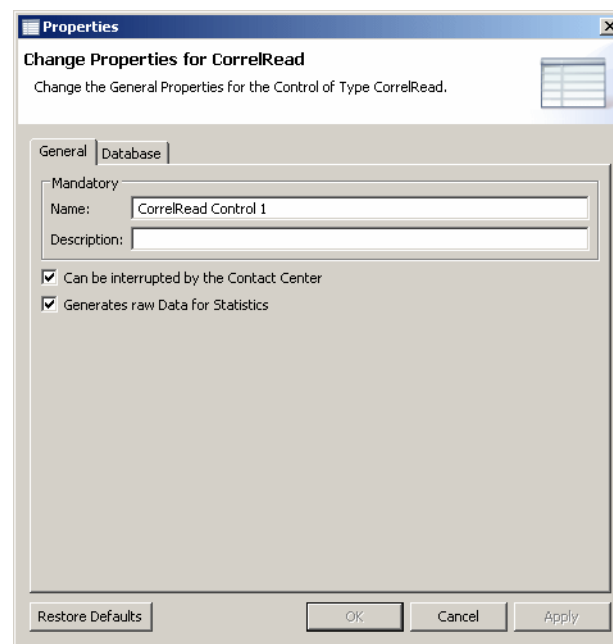 Properties
Change Properties for CorrelRead
Change the General Properties for the Control of Type CorrelRead.
General Database
Mandatory
Name: CorrelRead Control 1
Description:
Can be interrupted by the Contact Center
Generates raw Data for Statistics
Restore Defaults OK Cancel Apply